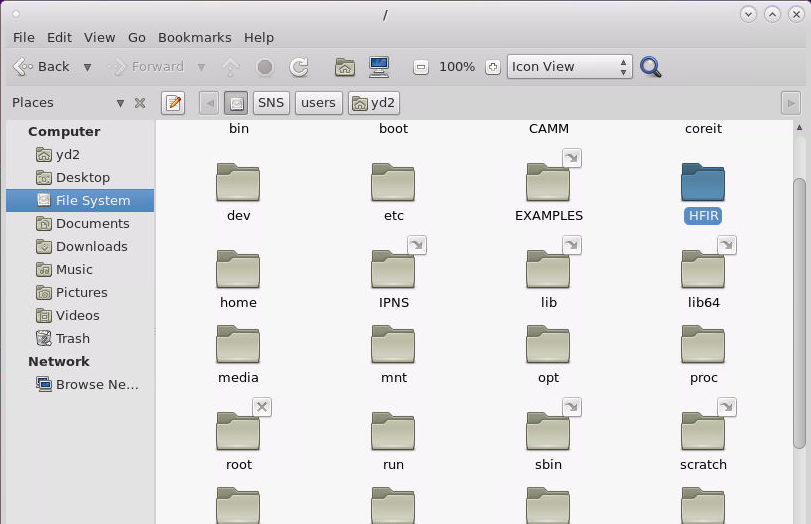 /
File Edit View Go Bookmarks Help
Back Forward 100% Icon View
Places SNS users yd2
Computer
yd2
Desktop
File System
Documents
Downloads
Music
Pictures
Videos
Trash
Network
Browse Ne...
bin boot CAMM coreit
dev etc EXAMPLES HFIR
home IPNS lib lib64
media mnt opt proc
root run sbin scratch